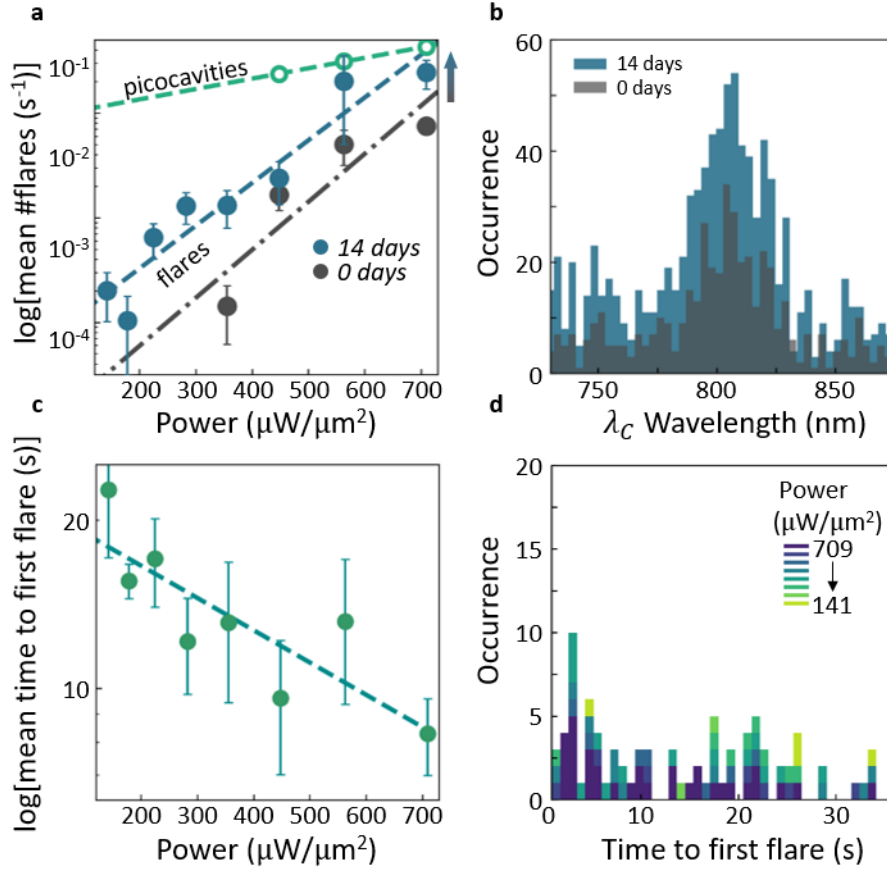 a
log[mean #flares (s⁻¹)]
10⁻¹
10⁻²
10⁻³
10⁻⁴
picocavities
flares
14 days
0 days
200 300 400 500 600 700
Power (μW/μm²)
b
Occurrence
60
40
20
0
14 days
0 days
750 800 850
λC Wavelength (nm)
c
log[mean time to first flare (s)]
20
10
200 300 400 500 600 700
Power (μW/μm²)
d
Occurrence
20
15
10
5
0
Power
(μW/μm²)
709
141
0 10 20 30
Time to first flare (s)